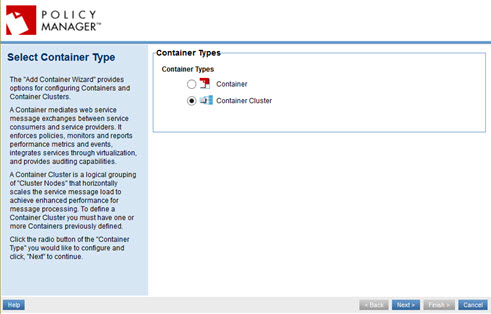 POLICY
MANAGER™
Select Container Type
The "Add Container Wizard" provides
options for configuring Containers and
Container Clusters.
A Container mediates web service
message exchanges between service
consumers and service providers. It
enforces policies, monitors and reports
performance metrics and events,
integrates services through virtualization,
and provides auditing capabilities.
A Container Cluster is a logical grouping
of "Cluster Nodes" that horizontally
scales the service message load to
achieve enhanced performance for
message processing. To define a
Container Cluster you must have one or
more Containers previously defined.
Click the radio button of the "Container
Type" you would like to configure and
click, "Next" to continue.
Container Types
Container Types
Container
Container Cluster
Help
< Back
Next >
Finish >
Cancel